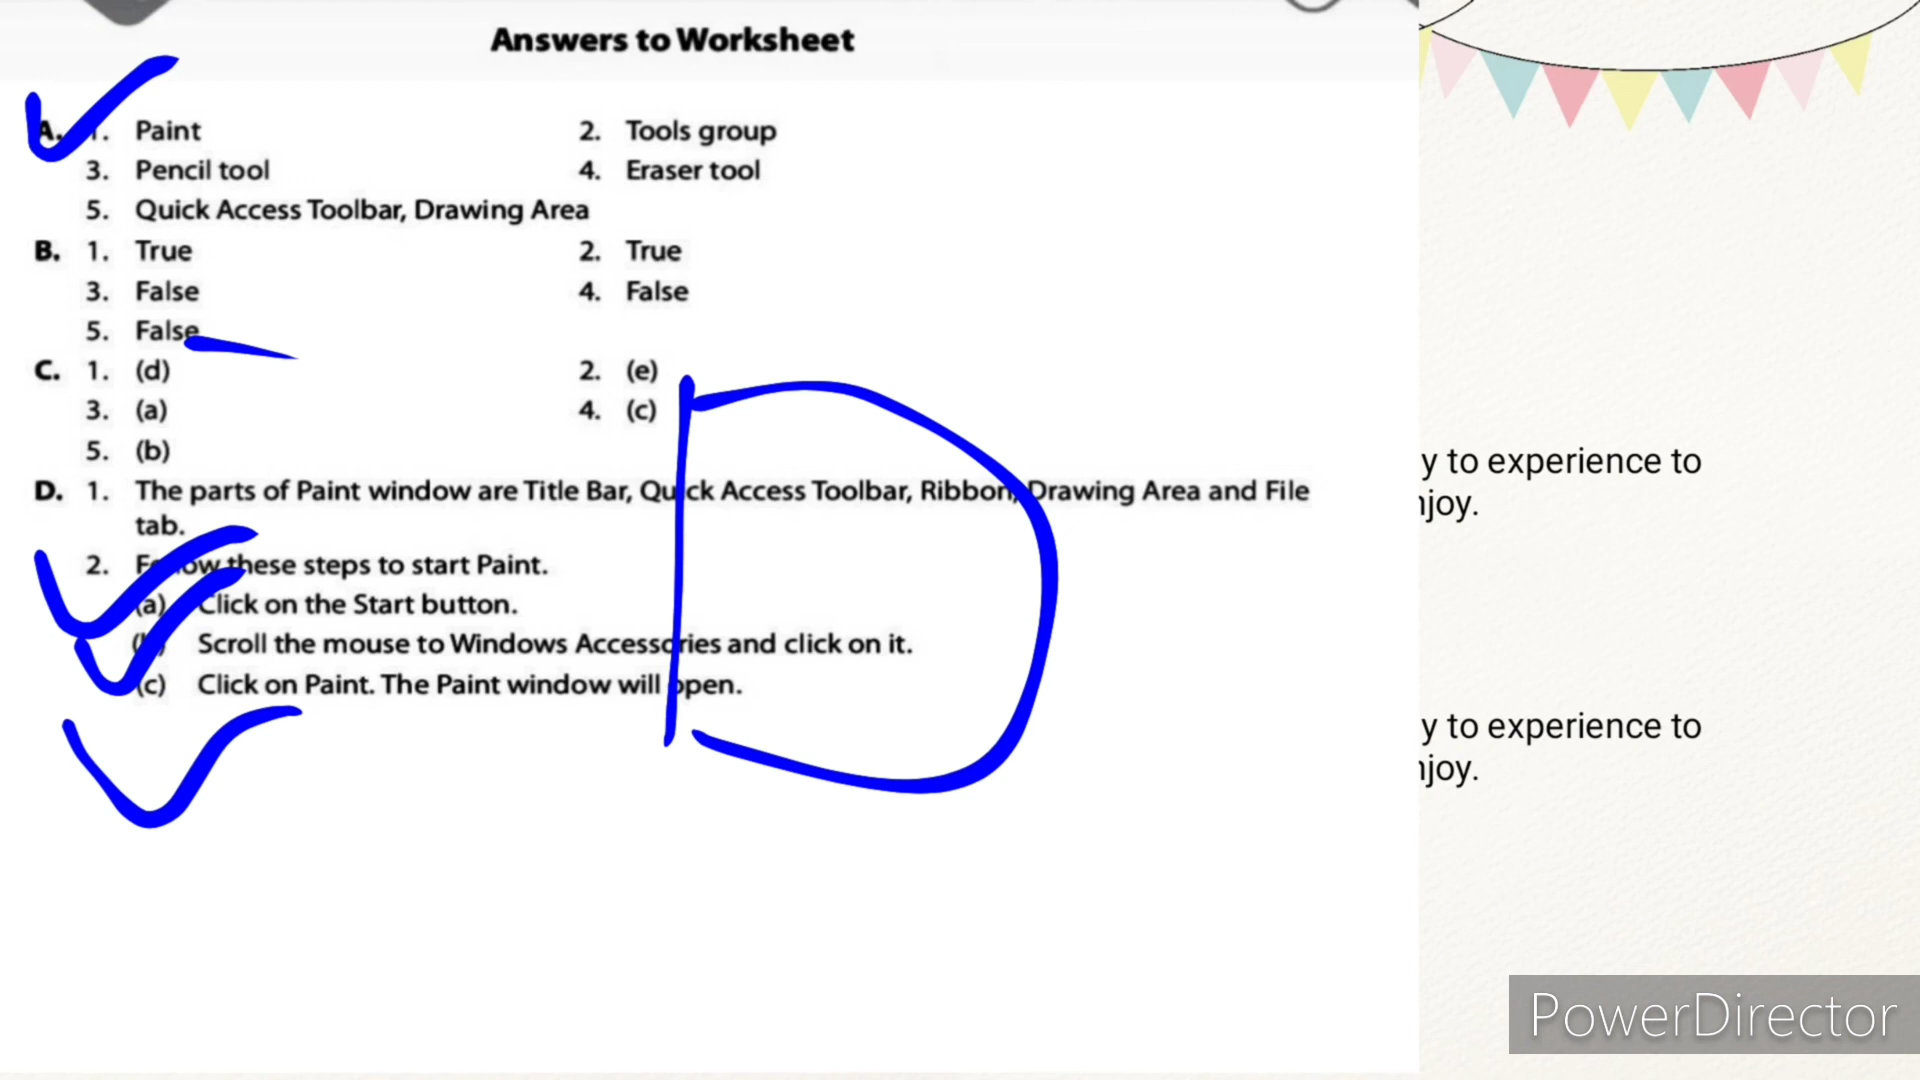 Answers to Worksheet
A. 1. Paint 2. Tools group
3. Pencil tool 4. Eraser tool
5. Quick Access Toolbar, Drawing Area
B. 1. True 2. True
3. False 4. False
5. False
C. 1. (d) 2. (e)
3. (a) 4. (c)
5. (b)
D. 1. The parts of Paint window are Title Bar, Quick Access Toolbar, Ribbon, Drawing Area and File
tab.
2. Follow these steps to start Paint.
(a) Click on the Start button.
(b) Scroll the mouse to Windows Accessories and click on it.
(c) Click on Paint. The Paint window will open.
D
y to experience to
njoy.
y to experience to
njoy.
PowerDirector